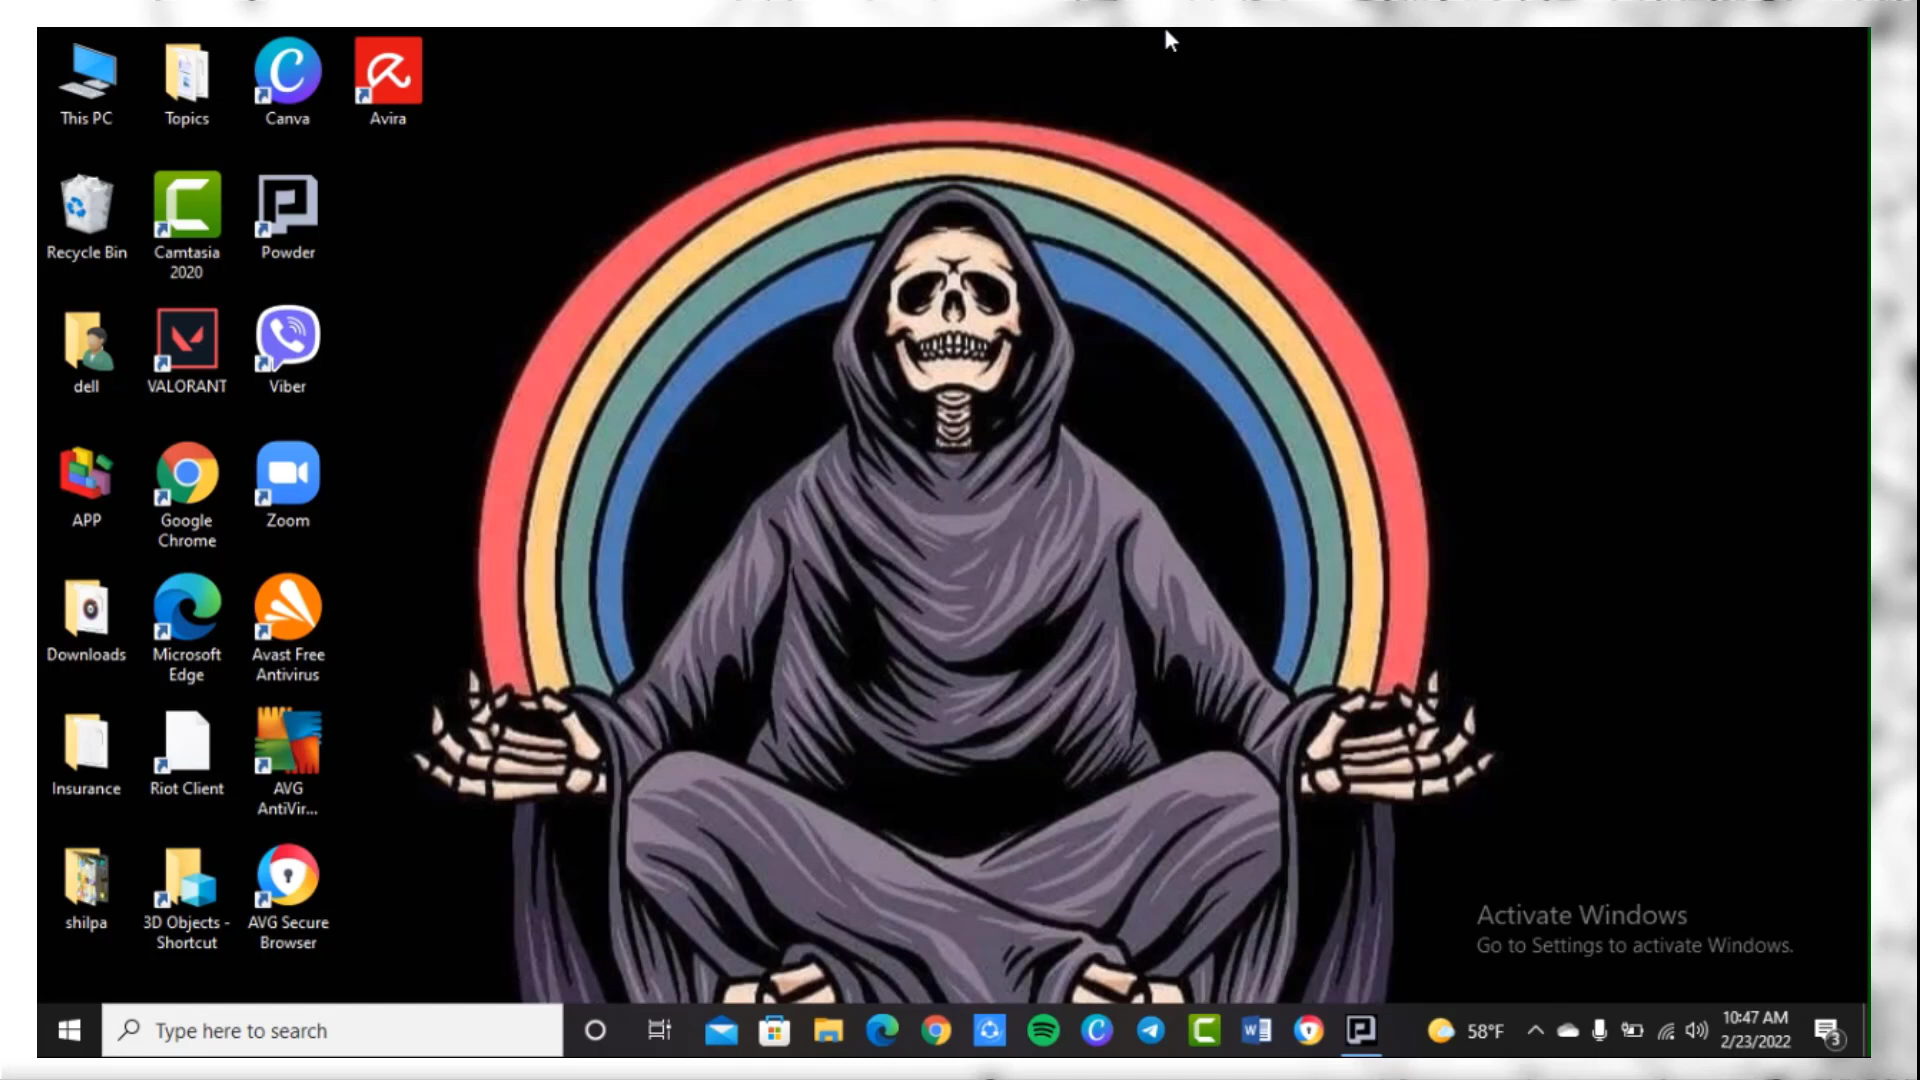 This PC
Topics
Canva
Avira
Recycle Bin
Camtasia
2020
Powder
dell
VALORANT
Viber
APP
Google
Chrome
Zoom
Downloads
Microsoft
Edge
Avast Free
Antivirus
Insurance
Riot Client
AVG
AntiVir...
shilpa
3D Objects -
Shortcut
AVG Secure
Browser
Activate Windows
Go to Settings to activate Windows.
Type here to search
58°F
10:47 AM
2/23/2022
3